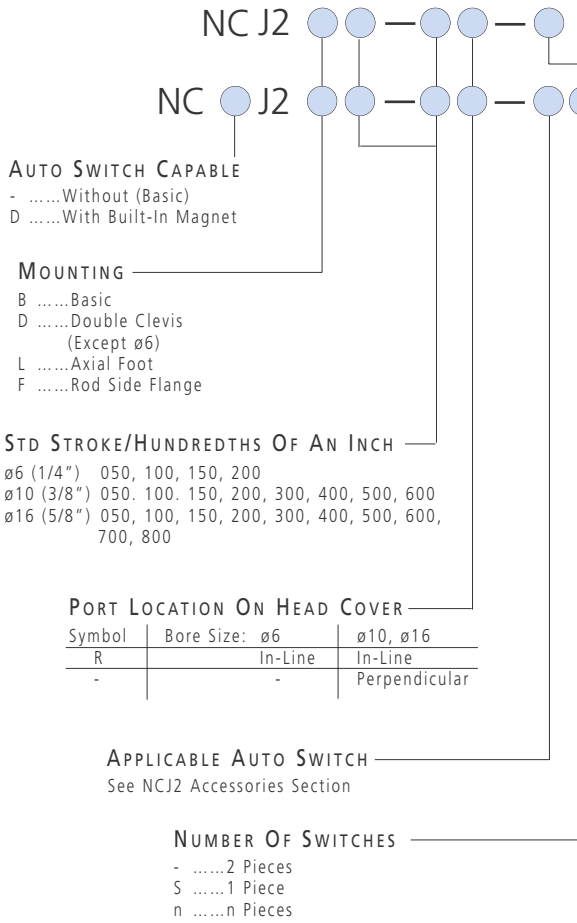 NCJ2 — —
NC J2 — —
AUTO SWITCH CAPABLE
- ......Without (Basic)
D ......With Built-In Magnet
MOUNTING
B ......Basic
D ......Double Clevis
(Except ø6)
L ......Axial Foot
F ......Rod Side Flange
STD STROKE/HUNDREDTHS OF AN INCH
ø6 (1/4") 050, 100, 150, 200
ø10 (3/8") 050. 100. 150, 200, 300, 400, 500, 600
ø16 (5/8") 050, 100, 150, 200, 300, 400, 500, 600,
700, 800
PORT LOCATION ON HEAD COVER
Symbol Bore Size: ø6 ø10, ø16
R In-Line In-Line
- - Perpendicular
APPLICABLE AUTO SWITCH
See NCJ2 Accessories Section
NUMBER OF SWITCHES
- ......2 Pieces
S ......1 Piece
n ......n Pieces